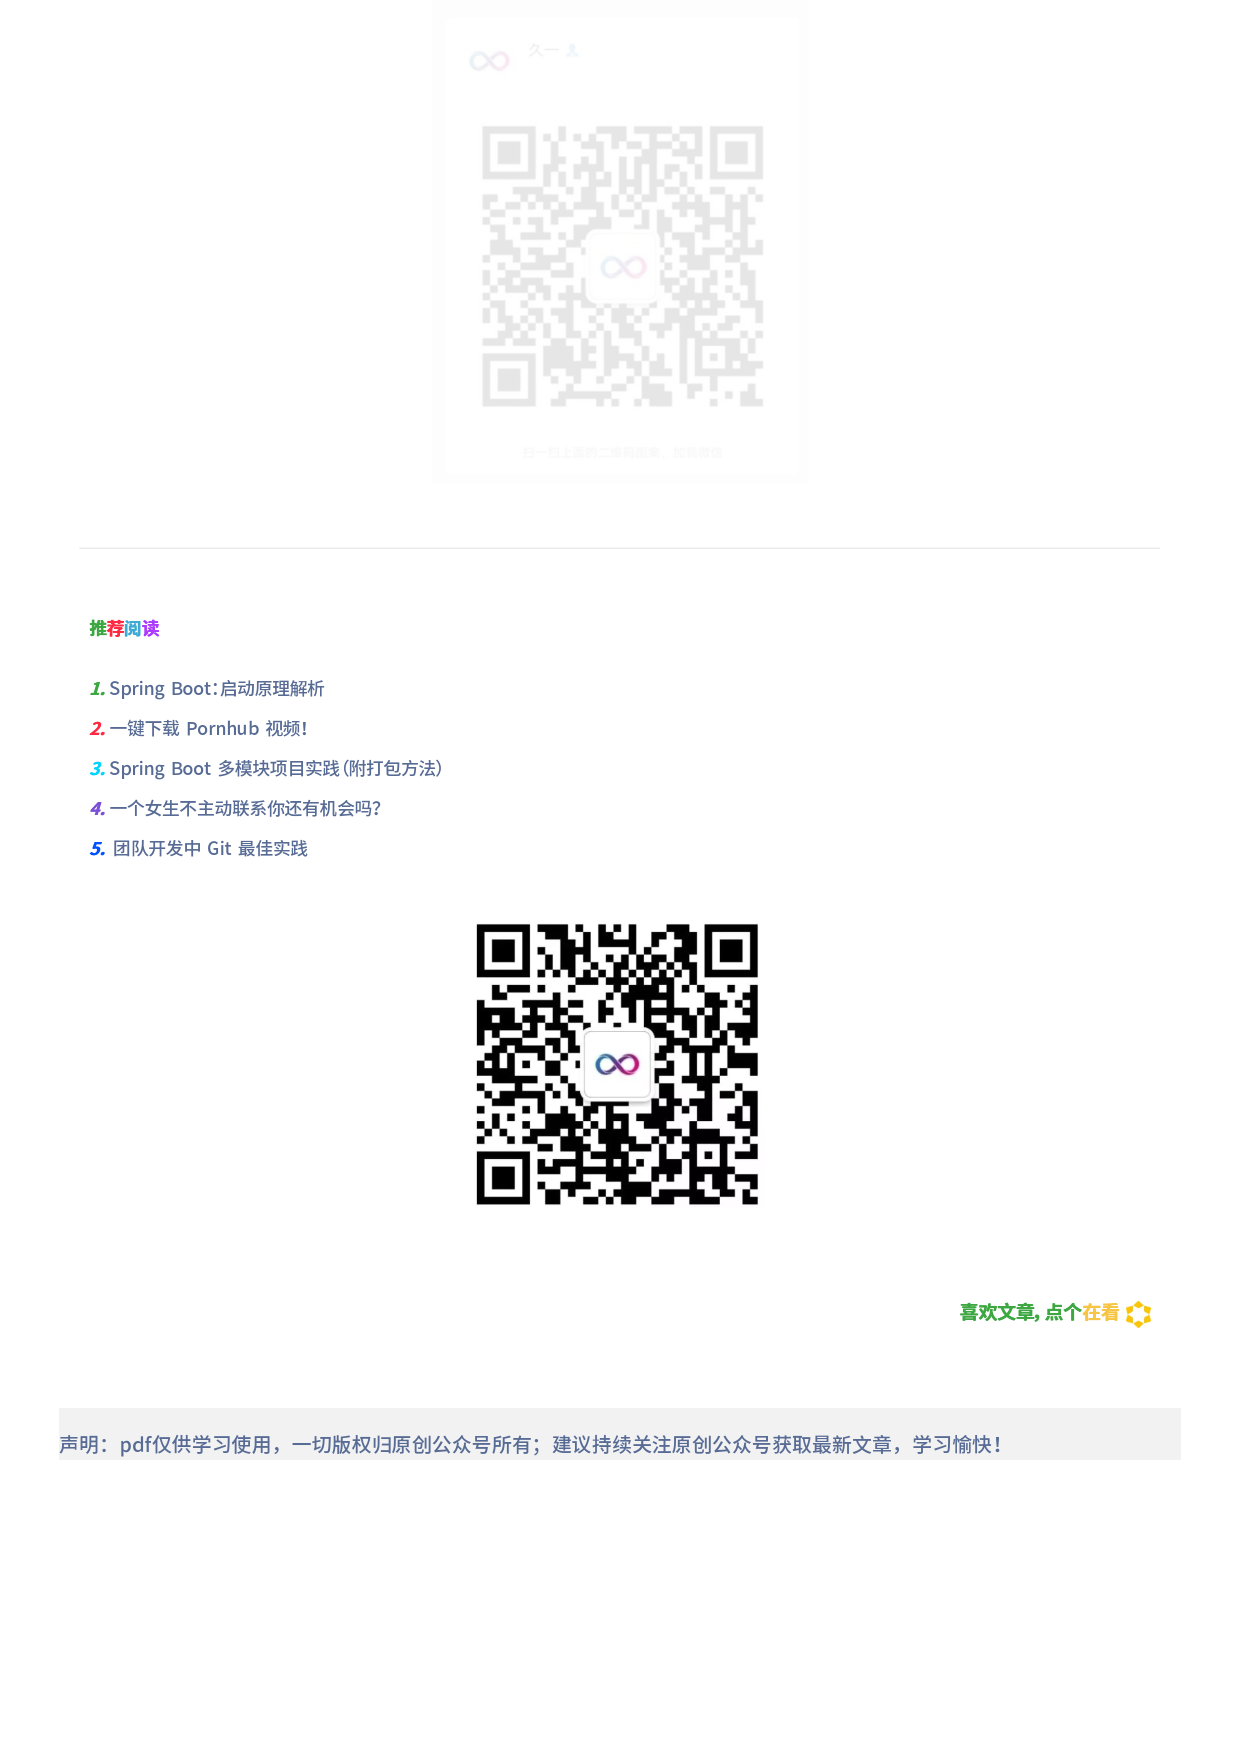 久一
扫一扫上面的二维码图案，加我微信
推荐阅读
1. Spring Boot：启动原理解析
2. 一键下载 Pornhub 视频！
3. Spring Boot 多模块项目实践（附打包方法）
4. 一个女生不主动联系你还有机会吗？
5. 团队开发中 Git 最佳实践
喜欢文章，点个在看
声明：pdf仅供学习使用，一切版权归原创公众号所有；建议持续关注原创公众号获取最新文章，学习愉快！